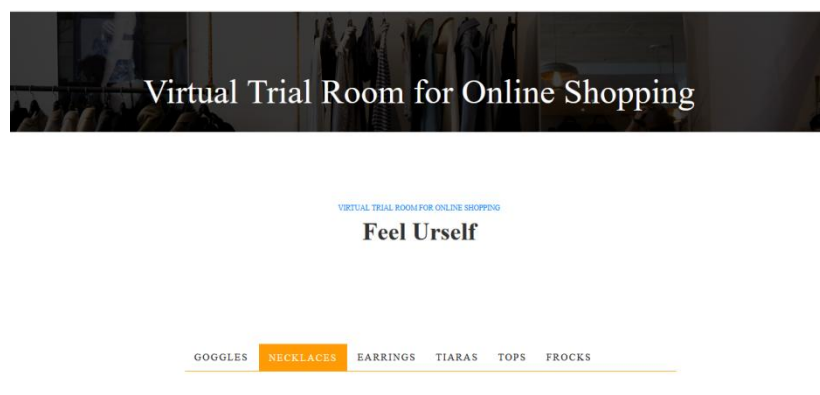 Virtual Trial Room for Online Shopping
VIRTUAL TRIAL ROOM FOR ONLINE SHOPPING
Feel Urself
GOGGLES NECKLACES EARRINGS TIARAS TOPS FROCKS